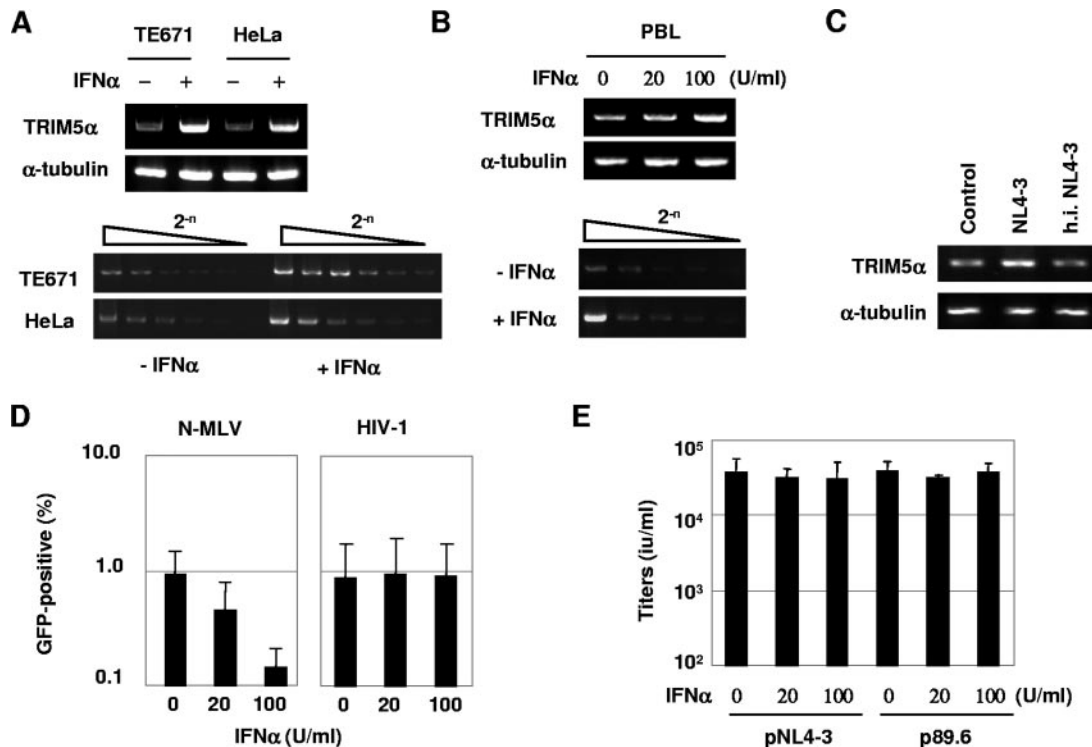 A
TE671 HeLa
IFNα – + – +
TRIM5α
α-tubulin
2⁻ⁿ
TE671
HeLa
- IFNα + IFNα
B
PBL
IFNα 0 20 100 (U/ml)
TRIM5α
α-tubulin
2⁻ⁿ
- IFNα
+ IFNα
C
Control NL4-3 h.i. NL4-3
TRIM5α
α-tubulin
D
N-MLV HIV-1
GFP-positive (%)
10.0
1.0
0.1
0 20 100 0 20 100
IFNα (U/ml)
E
Titers (iu/ml)
10⁵
10⁴
10³
10²
IFNα 0 20 100 0 20 100 (U/ml)
pNL4-3 p89.6